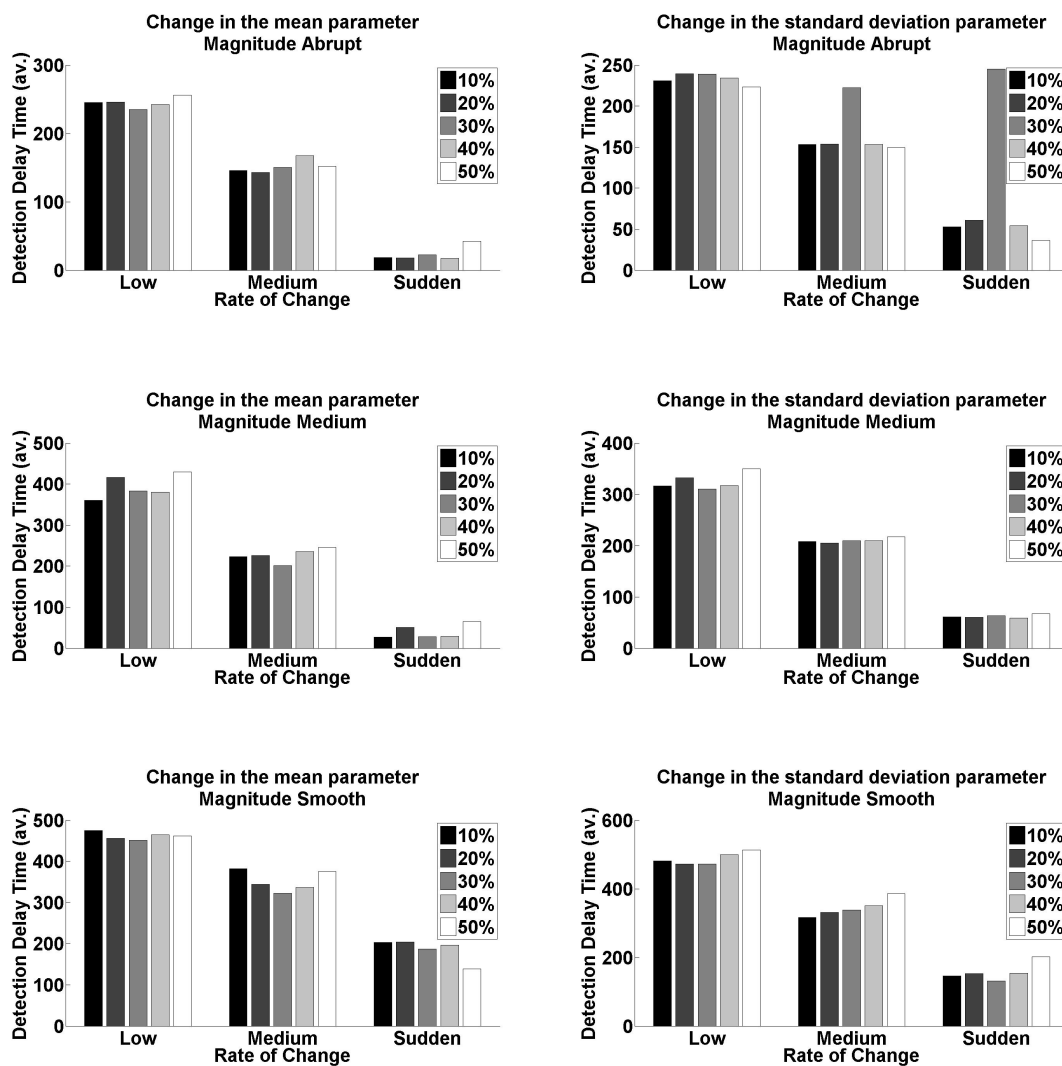 Change in the mean parameter
Magnitude Abrupt
Detection Delay Time (av.)
300
200
100
0
10%
20%
30%
40%
50%
Low
Medium
Sudden
Rate of Change
Change in the standard deviation parameter
Magnitude Abrupt
Detection Delay Time (av.)
250
200
150
100
50
0
10%
20%
30%
40%
50%
Low
Medium
Sudden
Rate of Change
Change in the mean parameter
Magnitude Medium
Detection Delay Time (av.)
500
400
300
200
100
0
10%
20%
30%
40%
50%
Low
Medium
Sudden
Rate of Change
Change in the standard deviation parameter
Magnitude Medium
Detection Delay Time (av.)
400
300
200
100
0
10%
20%
30%
40%
50%
Low
Medium
Sudden
Rate of Change
Change in the mean parameter
Magnitude Smooth
Detection Delay Time (av.)
500
400
300
200
100
0
10%
20%
30%
40%
50%
Low
Medium
Sudden
Rate of Change
Change in the standard deviation parameter
Magnitude Smooth
Detection Delay Time (av.)
600
400
200
0
10%
20%
30%
40%
50%
Low
Medium
Sudden
Rate of Change